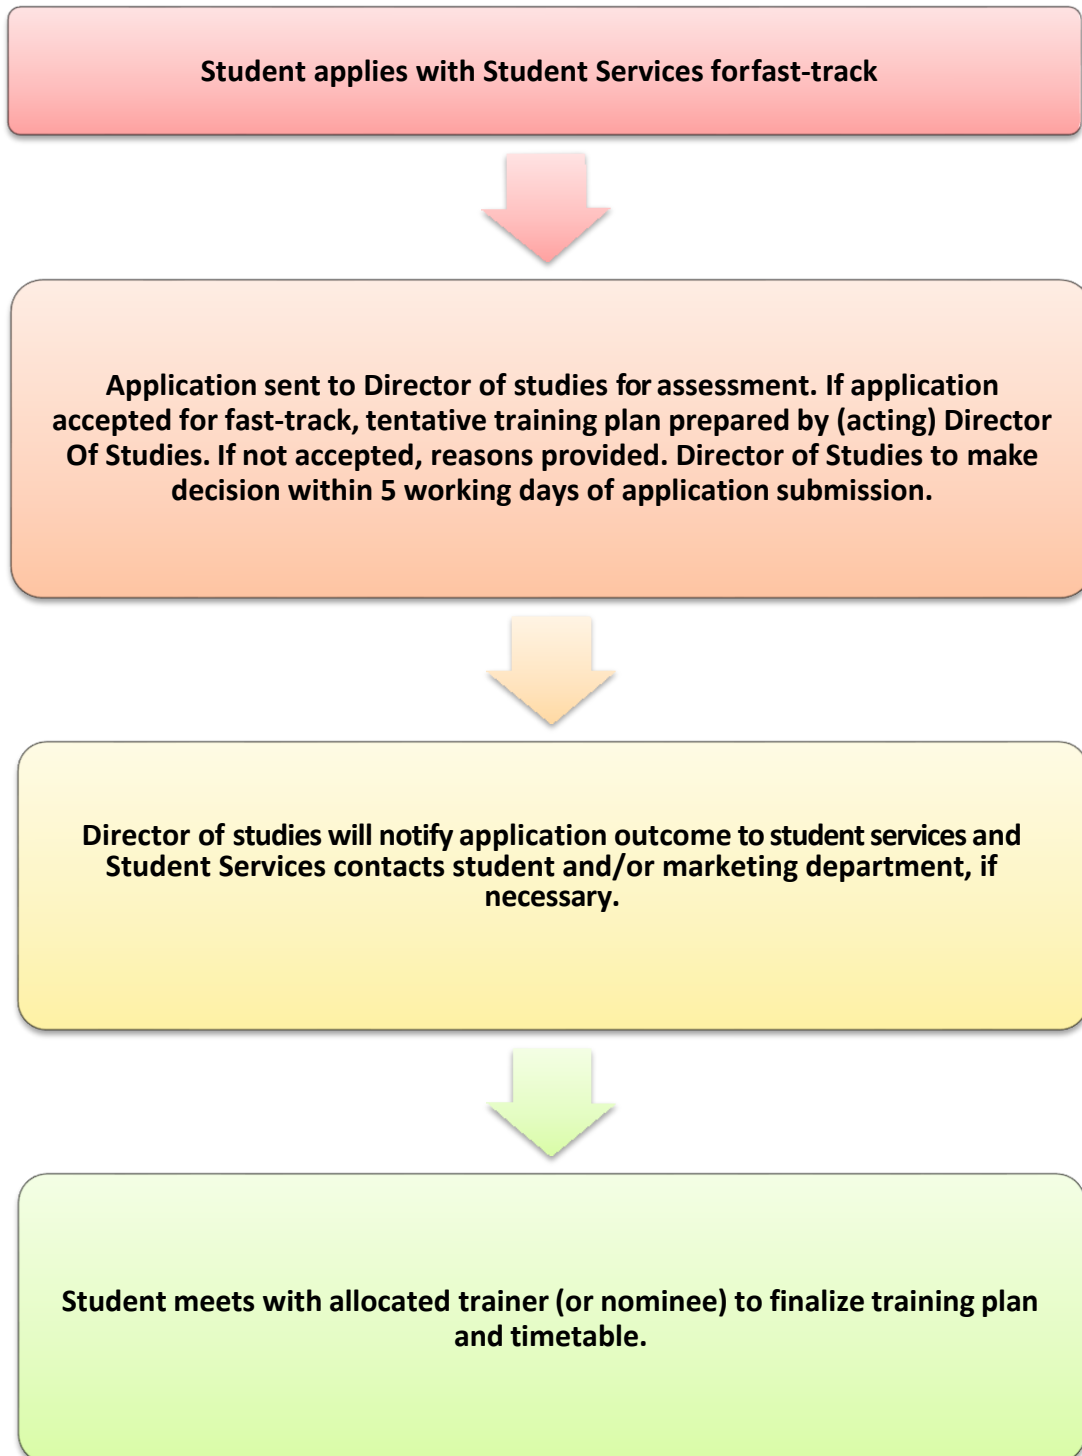 Student applies with Student Services forfast-track
Application sent to Director of studies for assessment. If application
accepted for fast-track, tentative training plan prepared by (acting) Director
Of Studies. If not accepted, reasons provided. Director of Studies to make
decision within 5 working days of application submission.
Director of studies will notify application outcome to student services and
Student Services contacts student and/or marketing department, if
necessary.
Student meets with allocated trainer (or nominee) to finalize training plan
and timetable.